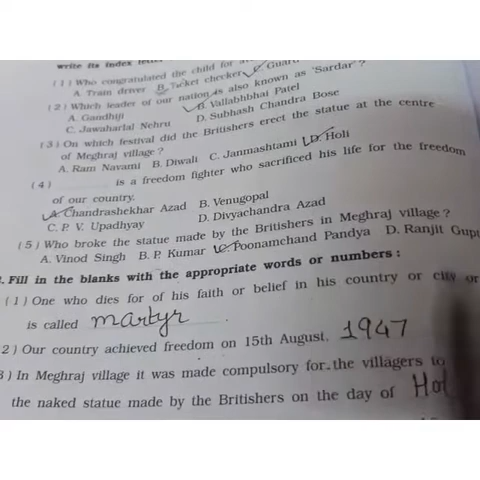 write its index
(1) Who congratulated the child for
A. Train driver B. Ticket checker C. Guard
(2) Which leader of our nation is also known as 'Sardar' ?
A. Gandhiji B. Vallabhbhai Patel
C. Jawaharlal Nehru D. Subhash Chandra Bose
(3) On which festival did the Britishers erect the statue at the centre
of Meghraj village ?
A. Ram Navami B. Diwali C. Janmashtami D. Holi
(4) is a freedom fighter who sacrificed his life for the freedom
of our country.
A. Chandrashekhar Azad B. Venugopal
C. P. V. Upadhyay D. Divyachandra Azad
(5) Who broke the statue made by the Britishers in Meghraj village ?
A. Vinod Singh B. P. Kumar C. Poonamchand Pandya D. Ranjit Gupt
. Fill in the blanks with the appropriate words or numbers :
(1) One who dies for of his faith or belief in his country or city or
is called martyr
2) Our country achieved freedom on 15th August, 1947
3) In Meghraj village it was made compulsory for the villagers to
the naked statue made by the Britishers on the day of Hol